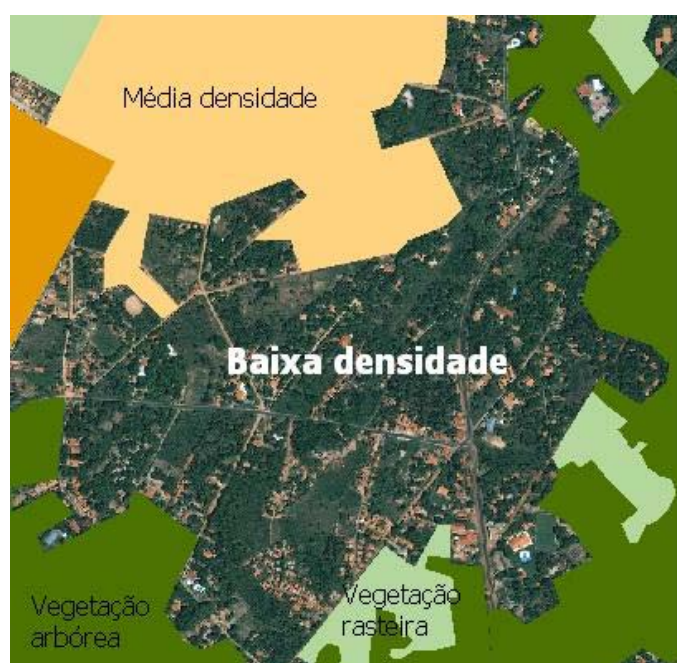 Média densidade
Baixa densidade
Vegetação
arbórea
Vegetação
rasteira